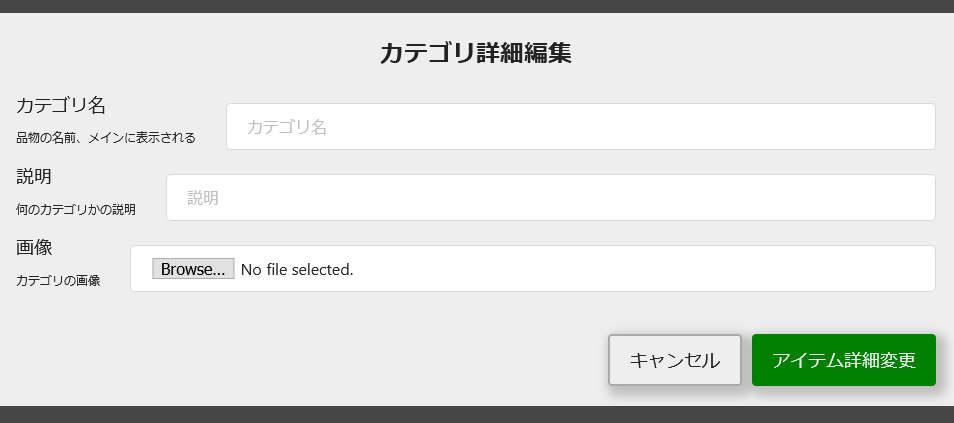 カテゴリ詳細編集
カテゴリ名
品物の名前、メインに表示される
カテゴリ名
説明
何のカテゴリかの説明
説明
画像
カテゴリの画像
Browse... No file selected.
キャンセル アイテム詳細変更